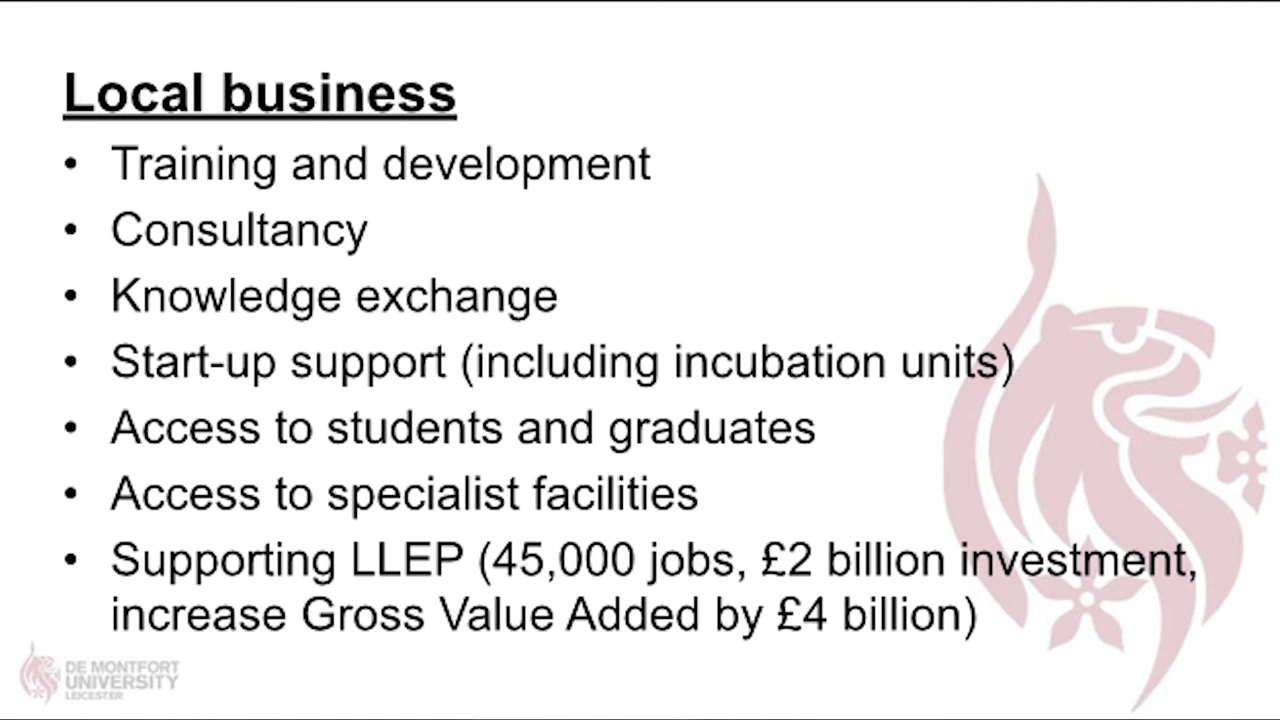 Local business
• Training and development
• Consultancy
• Knowledge exchange
• Start-up support (including incubation units)
• Access to students and graduates
• Access to specialist facilities
• Supporting LLEP (45,000 jobs, £2 billion investment,
increase Gross Value Added by £4 billion)
DE MONTFORT
UNIVERSITY
LEICESTER